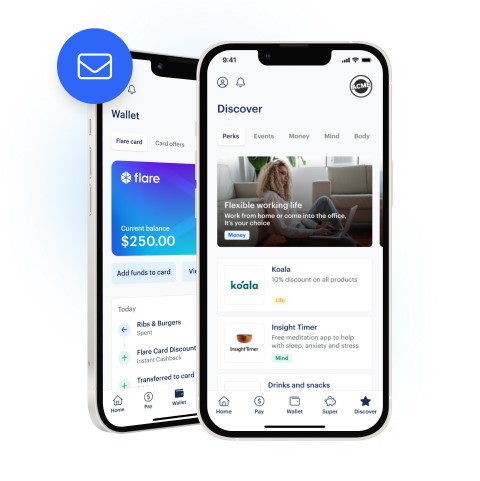 Wallet
Flare card
Card offers
flare
Current balance
$250.00
Add funds to card
Today
Ribs & Burgers
Spent
Flare Card Discount
Instant Cashback
Transferred to card
Home
Pay
Wallet
9:41
ACME
Discover
Perks
Events
Money
Mind
Body
Flexible working life
Work from home or come into the office,
It's your choice
Money
koala
Koala
10% discount on all products
Life
InsightTimer
Insight Timer
Free meditation app to help
with sleep, anxiety and stress
Mind
Drinks and snacks
Home
Pay
Wallet
Super
Discover